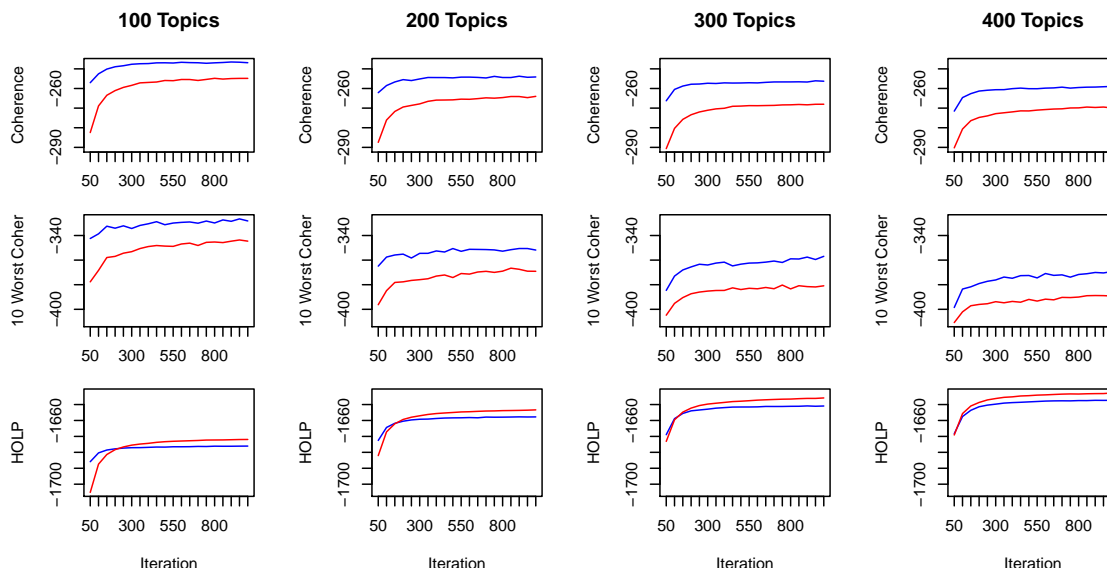 100 Topics 200 Topics 300 Topics 400 Topics
Coherence −260 −290 Coherence −260 −290 Coherence −260 −290 Coherence −260 −290
50 300 550 800 50 300 550 800 50 300 550 800 50 300 550 800
10 Worst Coher −340 −400 10 Worst Coher −340 −400 10 Worst Coher −340 −400 10 Worst Coher −340 −400
50 300 550 800 50 300 550 800 50 300 550 800 50 300 550 800
HOLP −1660 −1700 HOLP −1660 −1700 HOLP −1660 −1700 HOLP −1660 −1700
50 300 550 800 50 300 550 800 50 300 550 800 50 300 550 800
Iteration Iteration Iteration Iteration